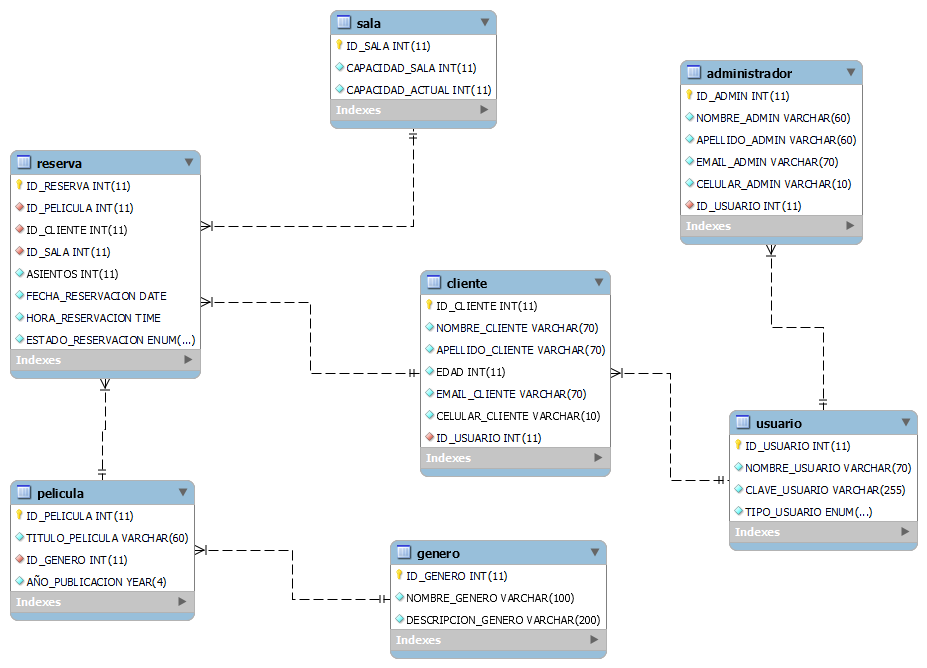 sala
ID_SALA INT(11)
CAPACIDAD_SALA INT(11)
CAPACIDAD_ACTUAL INT(11)
Indexes
administrador
ID_ADMIN INT(11)
NOMBRE_ADMIN VARCHAR(60)
APELLIDO_ADMIN VARCHAR(60)
EMAIL_ADMIN VARCHAR(70)
CELULAR_ADMIN VARCHAR(10)
ID_USUARIO INT(11)
Indexes
reserva
ID_RESERVA INT(11)
ID_PELICULA INT(11)
ID_CLIENTE INT(11)
ID_SALA INT(11)
ASIENTOS INT(11)
FECHA_RESERVACION DATE
HORA_RESERVACION TIME
ESTADO_RESERVACION ENUM(...)
Indexes
cliente
ID_CLIENTE INT(11)
NOMBRE_CLIENTE VARCHAR(70)
APELLIDO_CLIENTE VARCHAR(70)
EDAD INT(11)
EMAIL_CLIENTE VARCHAR(70)
CELULAR_CLIENTE VARCHAR(10)
ID_USUARIO INT(11)
Indexes
usuario
ID_USUARIO INT(11)
NOMBRE_USUARIO VARCHAR(70)
CLAVE_USUARIO VARCHAR(255)
TIPO_USUARIO ENUM(...)
Indexes
pelicula
ID_PELICULA INT(11)
TITULO_PELICULA VARCHAR(60)
ID_GENERO INT(11)
AÑO_PUBLICACION YEAR(4)
Indexes
genero
ID_GENERO INT(11)
NOMBRE_GENERO VARCHAR(100)
DESCRIPCION_GENERO VARCHAR(200)
Indexes